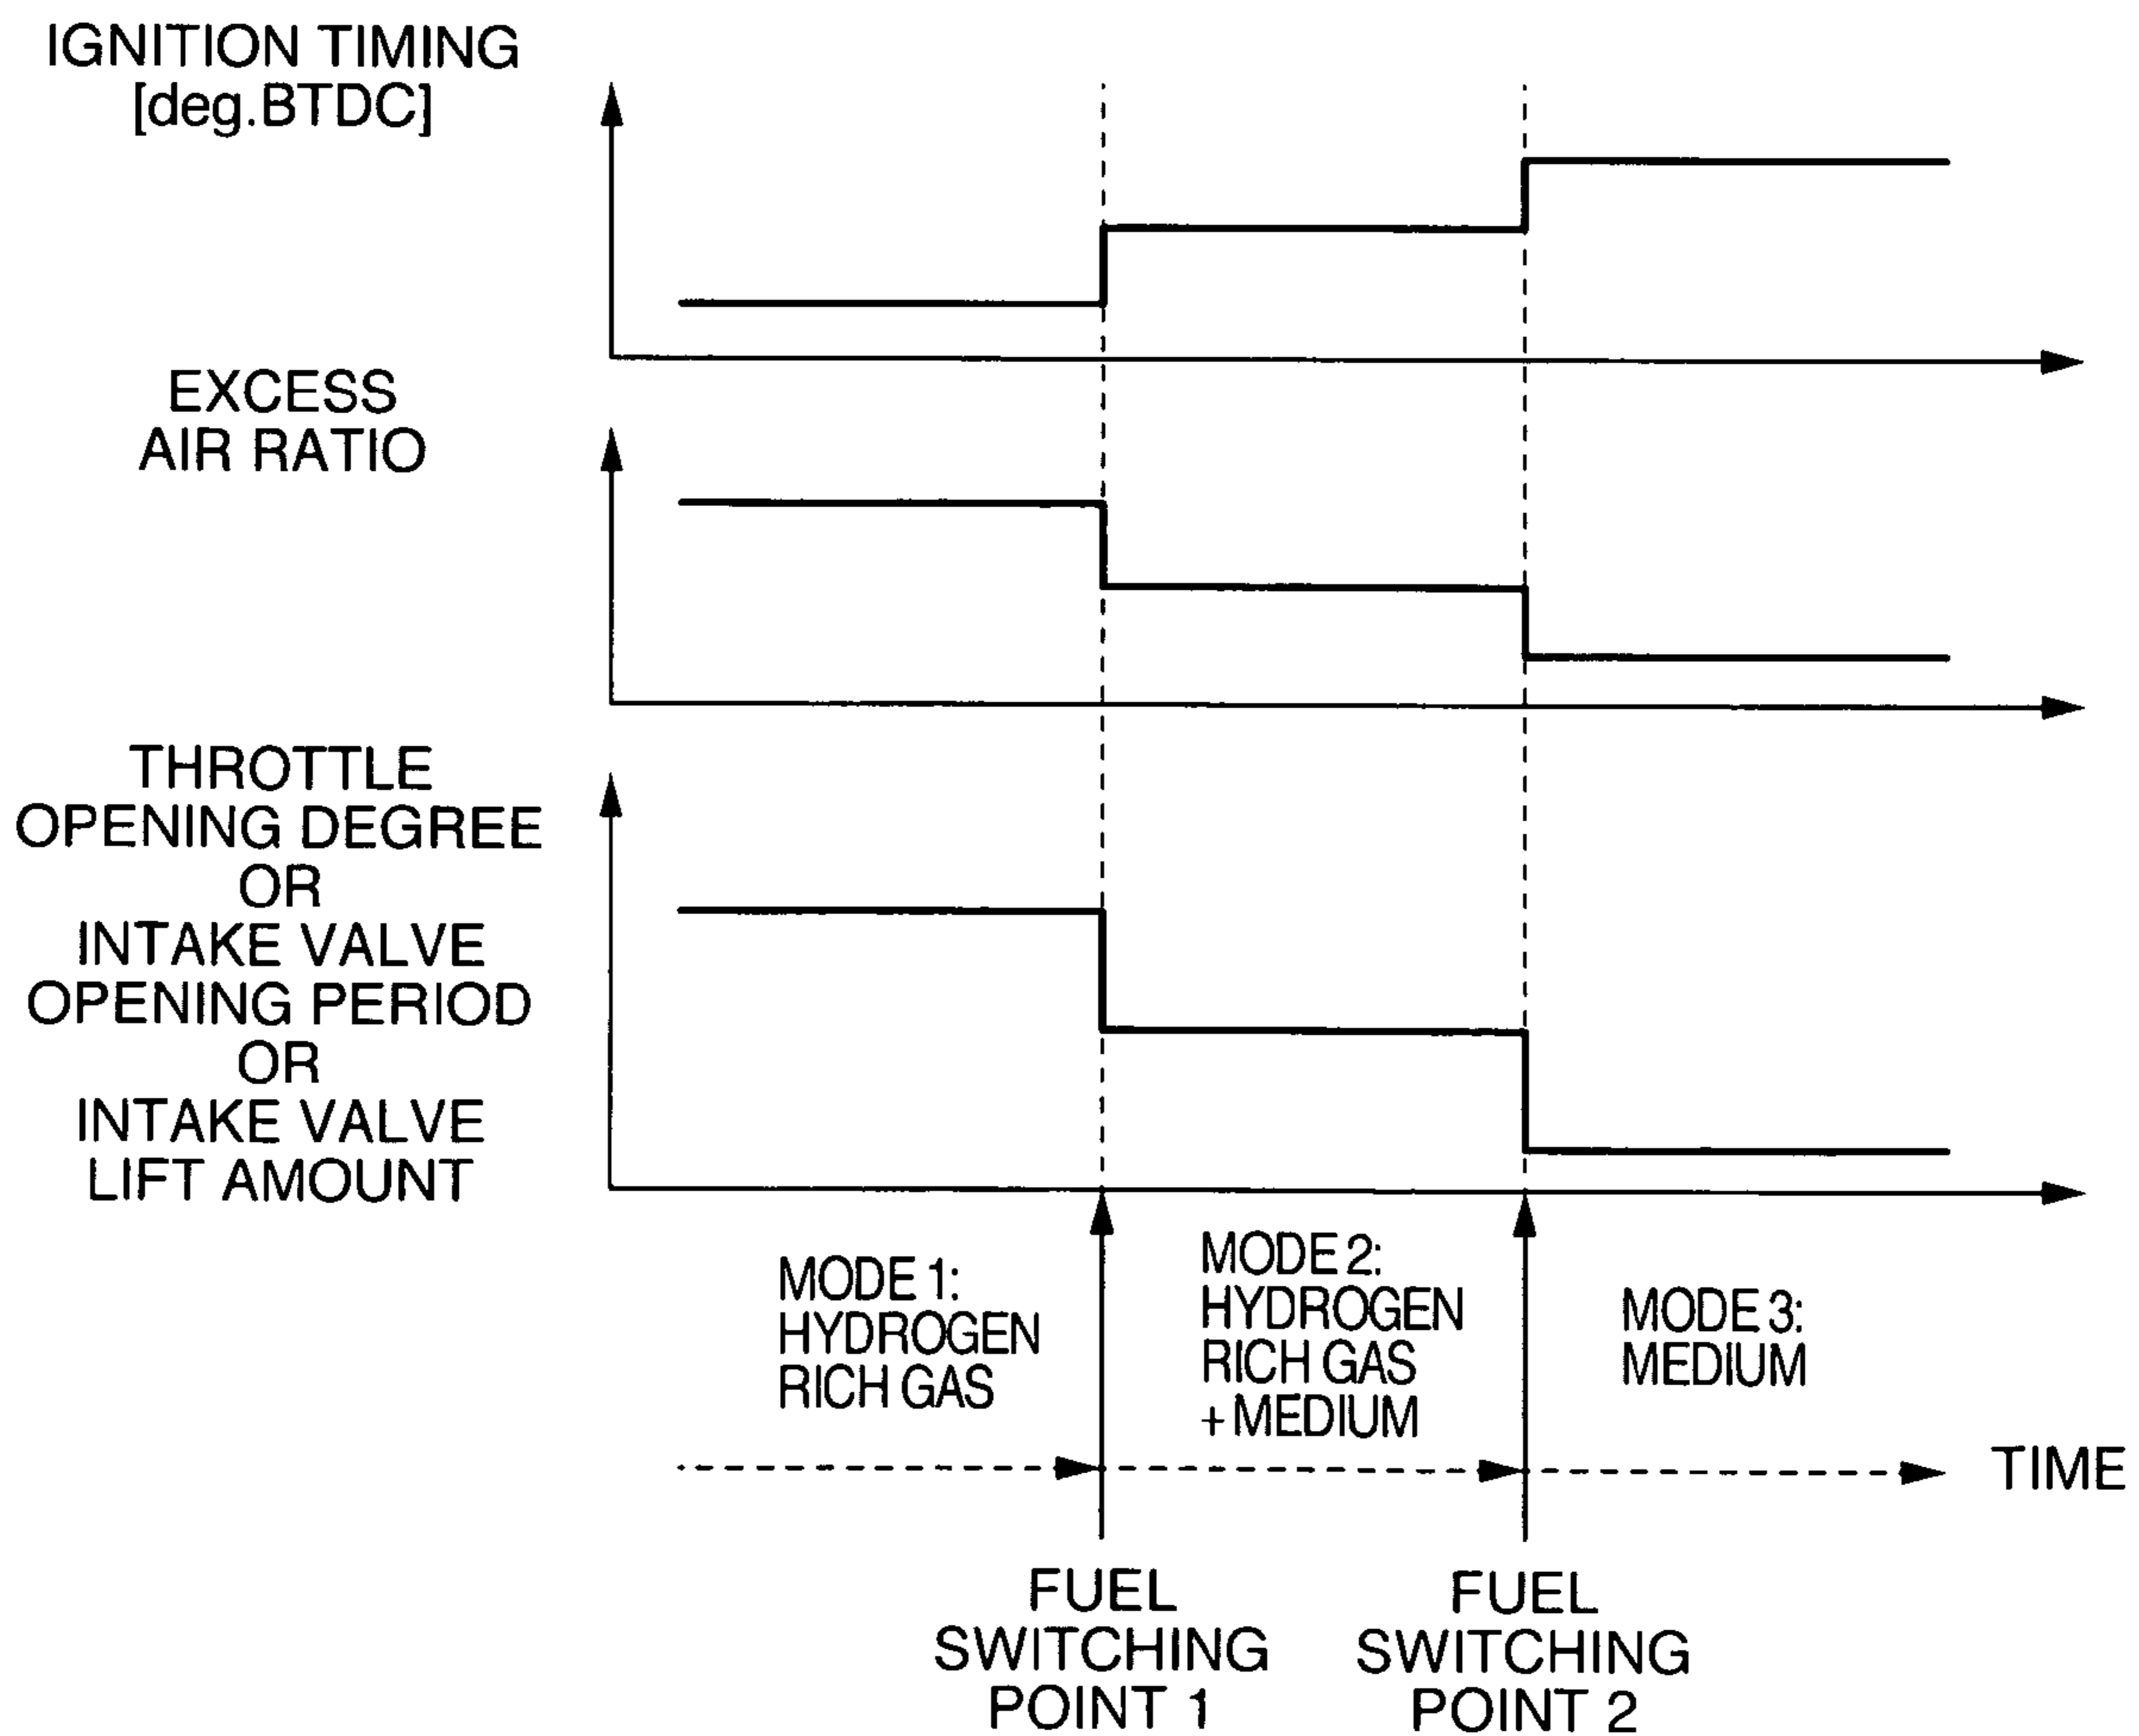 IGNITION TIMING
[deg.BTDC]
EXCESS
AIR RATIO
THROTTLE
OPENING DEGREE
OR
INTAKE VALVE
OPENING PERIOD
OR
INTAKE VALVE
LIFT AMOUNT
MODE 1:
HYDROGEN
RICH GAS
MODE 2:
HYDROGEN
RICH GAS
+MEDIUM
MODE 3:
MEDIUM
TIME
FUEL
SWITCHING
POINT 1
FUEL
SWITCHING
POINT 2